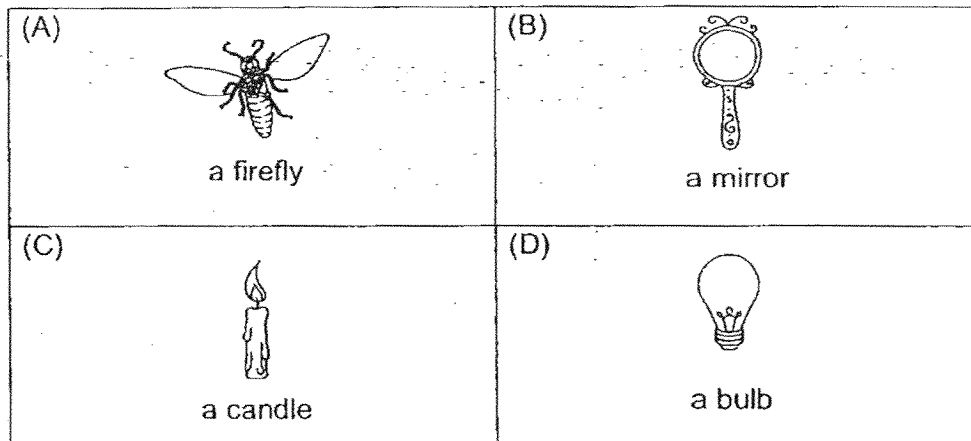 (A)
a firefly
(B)
a mirror
(C)
a candle
(D)
a bulb